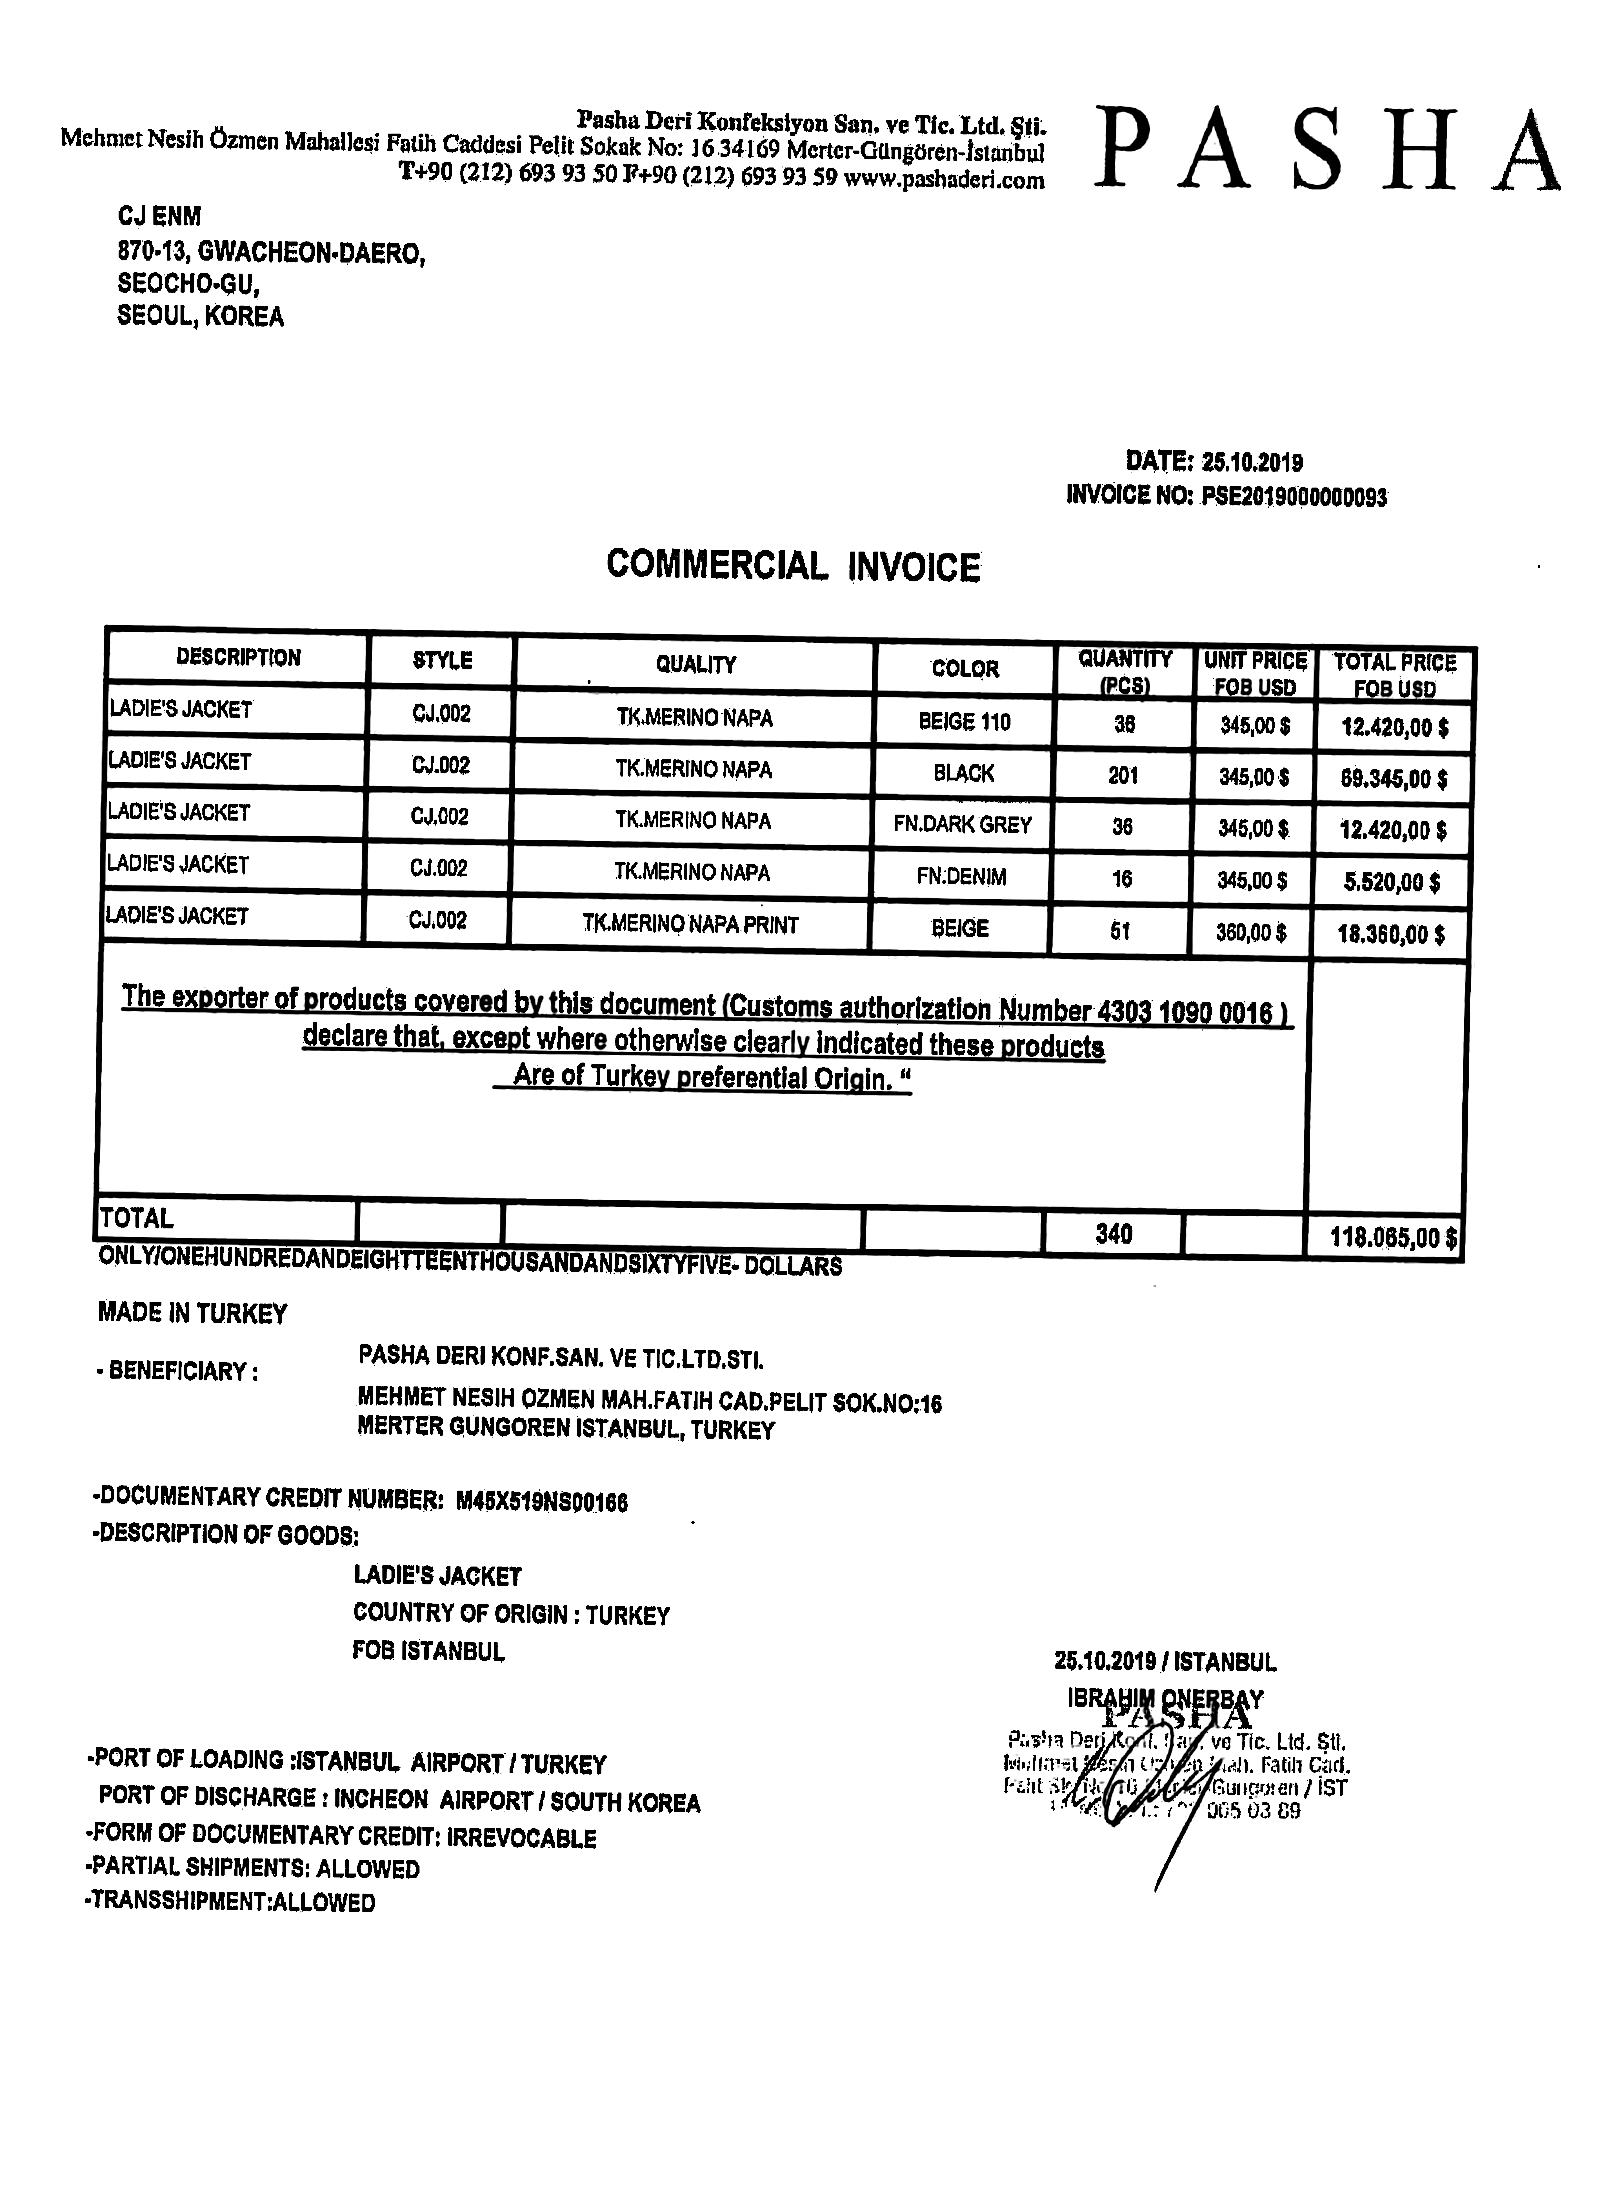 Pasha Deri Konfeksiyon San. ve Tic. Ltd. Şti.
Mehmet Nesih Özmen Mahallesi Fatih Caddesi Pelit Sokak No: 16 34169 Merter-Güngören-İstanbul
T+90 (212) 693 93 50 F+90 (212) 693 93 59 www.pashaderi.com
PASHA
CJ ENM
870-13, GWACHEON-DAERO,
SEOCHO-GU,
SEOUL, KOREA
DATE: 25.10.2019
INVOICE NO: PSE2019000000093
COMMERCIAL INVOICE
DESCRIPTION STYLE QUALITY COLOR QUANTITY (PCS) UNIT PRICE FOB USD TOTAL PRICE FOB USD
LADIE'S JACKET CJ.002 TK.MERINO NAPA BEIGE 110 36 345,00 $ 12.420,00 $
LADIE'S JACKET CJ.002 TK.MERINO NAPA BLACK 201 345,00 $ 69.345,00 $
LADIE'S JACKET CJ.002 TK.MERINO NAPA FN.DARK GREY 36 345,00 $ 12.420,00 $
LADIE'S JACKET CJ.002 TK.MERINO NAPA FN.DENIM 16 345,00 $ 5.520,00 $
LADIE'S JACKET CJ.002 TK.MERINO NAPA PRINT BEIGE 51 360,00 $ 18.360,00 $
The exporter of products covered by this document (Customs authorization Number 4303 1090 0016 )
declare that, except where otherwise clearly indicated these products
Are of Turkey preferential Origin. “
TOTAL 340 118.065,00 $
ONLY/ONEHUNDREDANDEIGHTTEENTHOUSANDANDSIXTYFIVE- DOLLARS
MADE IN TURKEY
- BENEFICIARY : PASHA DERI KONF.SAN. VE TIC.LTD.STI.
MEHMET NESIH OZMEN MAH.FATIH CAD.PELIT SOK.NO:16
MERTER GUNGOREN ISTANBUL, TURKEY
-DOCUMENTARY CREDIT NUMBER: M45X519NS00166
-DESCRIPTION OF GOODS:
LADIE'S JACKET
COUNTRY OF ORIGIN : TURKEY
FOB ISTANBUL
25.10.2019 / ISTANBUL
IBRAHIM ONERBAY
PASHA
Pasha Deri Konf. San. ve Tic. Ltd. Şti.
Mah. Fatih Cad.
Gungoren / İST
005 03 89
-PORT OF LOADING :ISTANBUL AIRPORT / TURKEY
PORT OF DISCHARGE : INCHEON AIRPORT / SOUTH KOREA
-FORM OF DOCUMENTARY CREDIT: IRREVOCABLE
-PARTIAL SHIPMENTS: ALLOWED
-TRANSSHIPMENT:ALLOWED